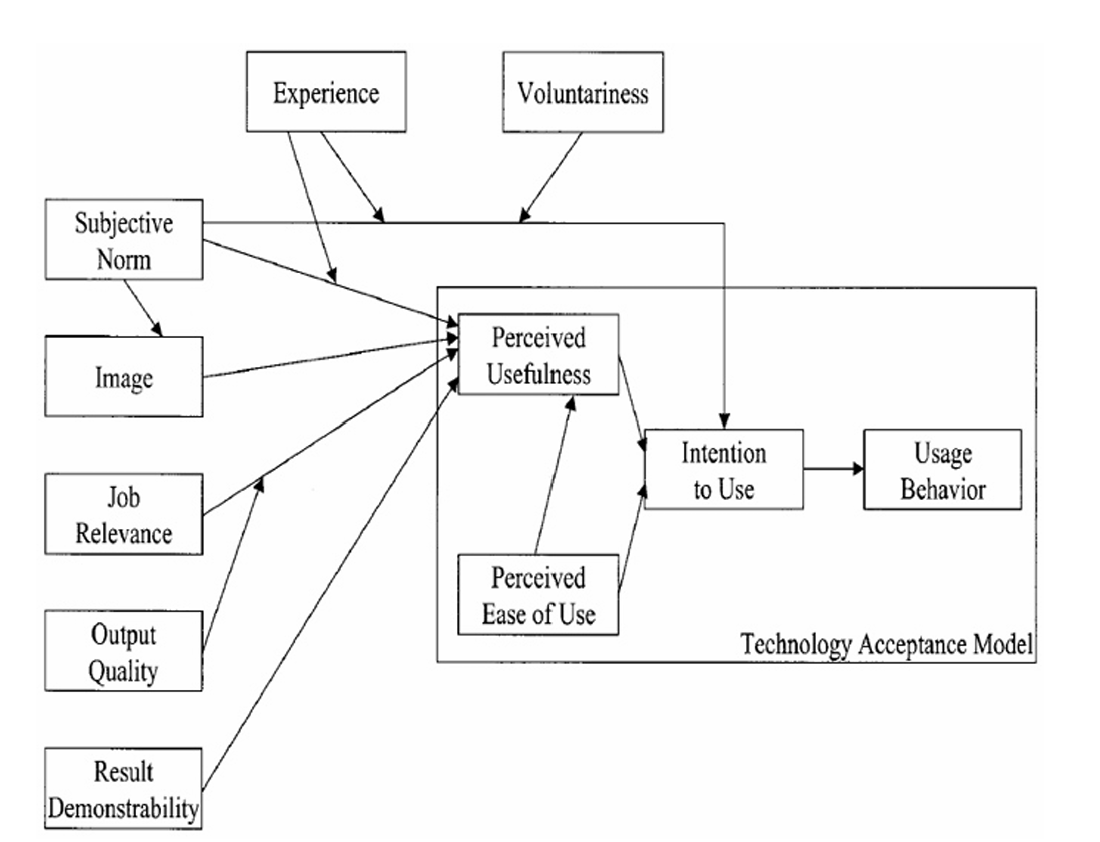 Experience
Voluntariness
Subjective
Norm
Image
Job
Relevance
Output
Quality
Result
Demonstrability
Perceived
Usefulness
Perceived
Ease of Use
Intention
to Use
Usage
Behavior
Technology Acceptance Model